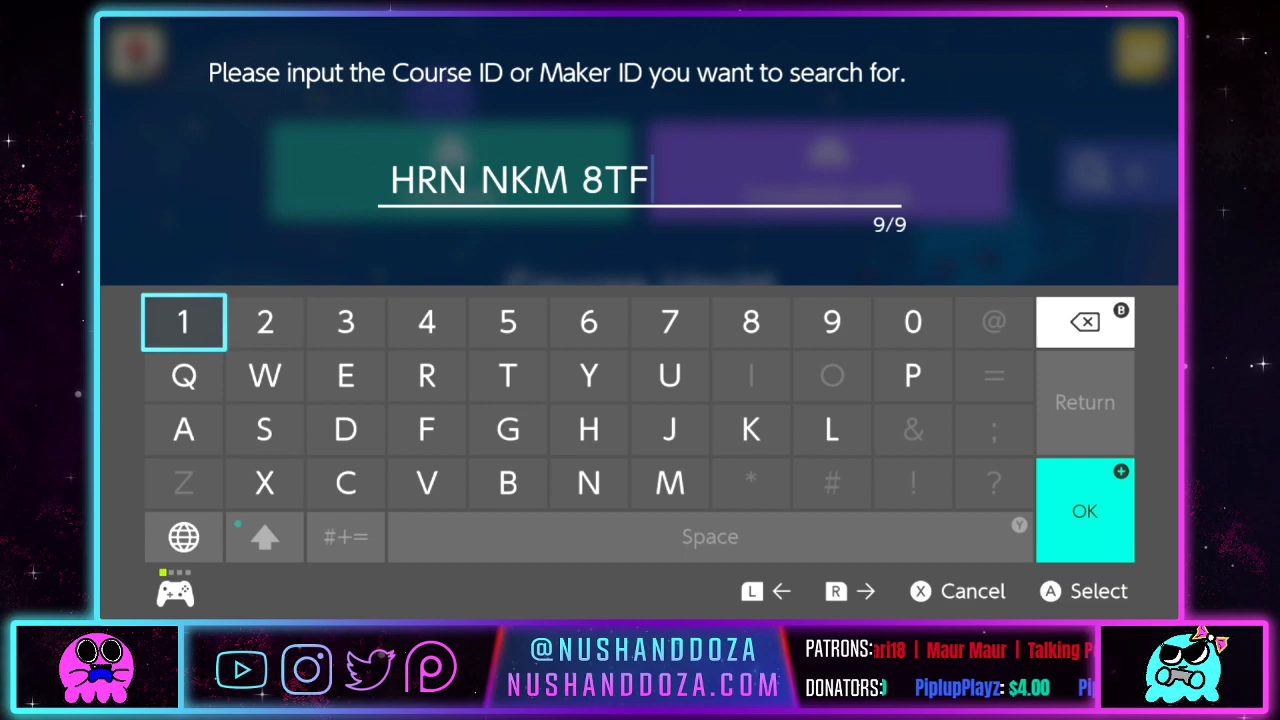 Please input the Course ID or Maker ID you want to search for.
HRN NKM 8TF
9/9
1 2 3 4 5 6 7 8 9 0 @ B
Q W E R T Y U I O P = Return
A S D F G H J K L & ;
Z X C V B N M * # ! ? + OK
#+= Space Y
L ← R → X Cancel A Select
@NUSHANDDOZA
NUSHANDDOZA.COM
PATRONS: ari18 | Maur Maur | Talking
DONATORS: PiplupPlayz: $4.00